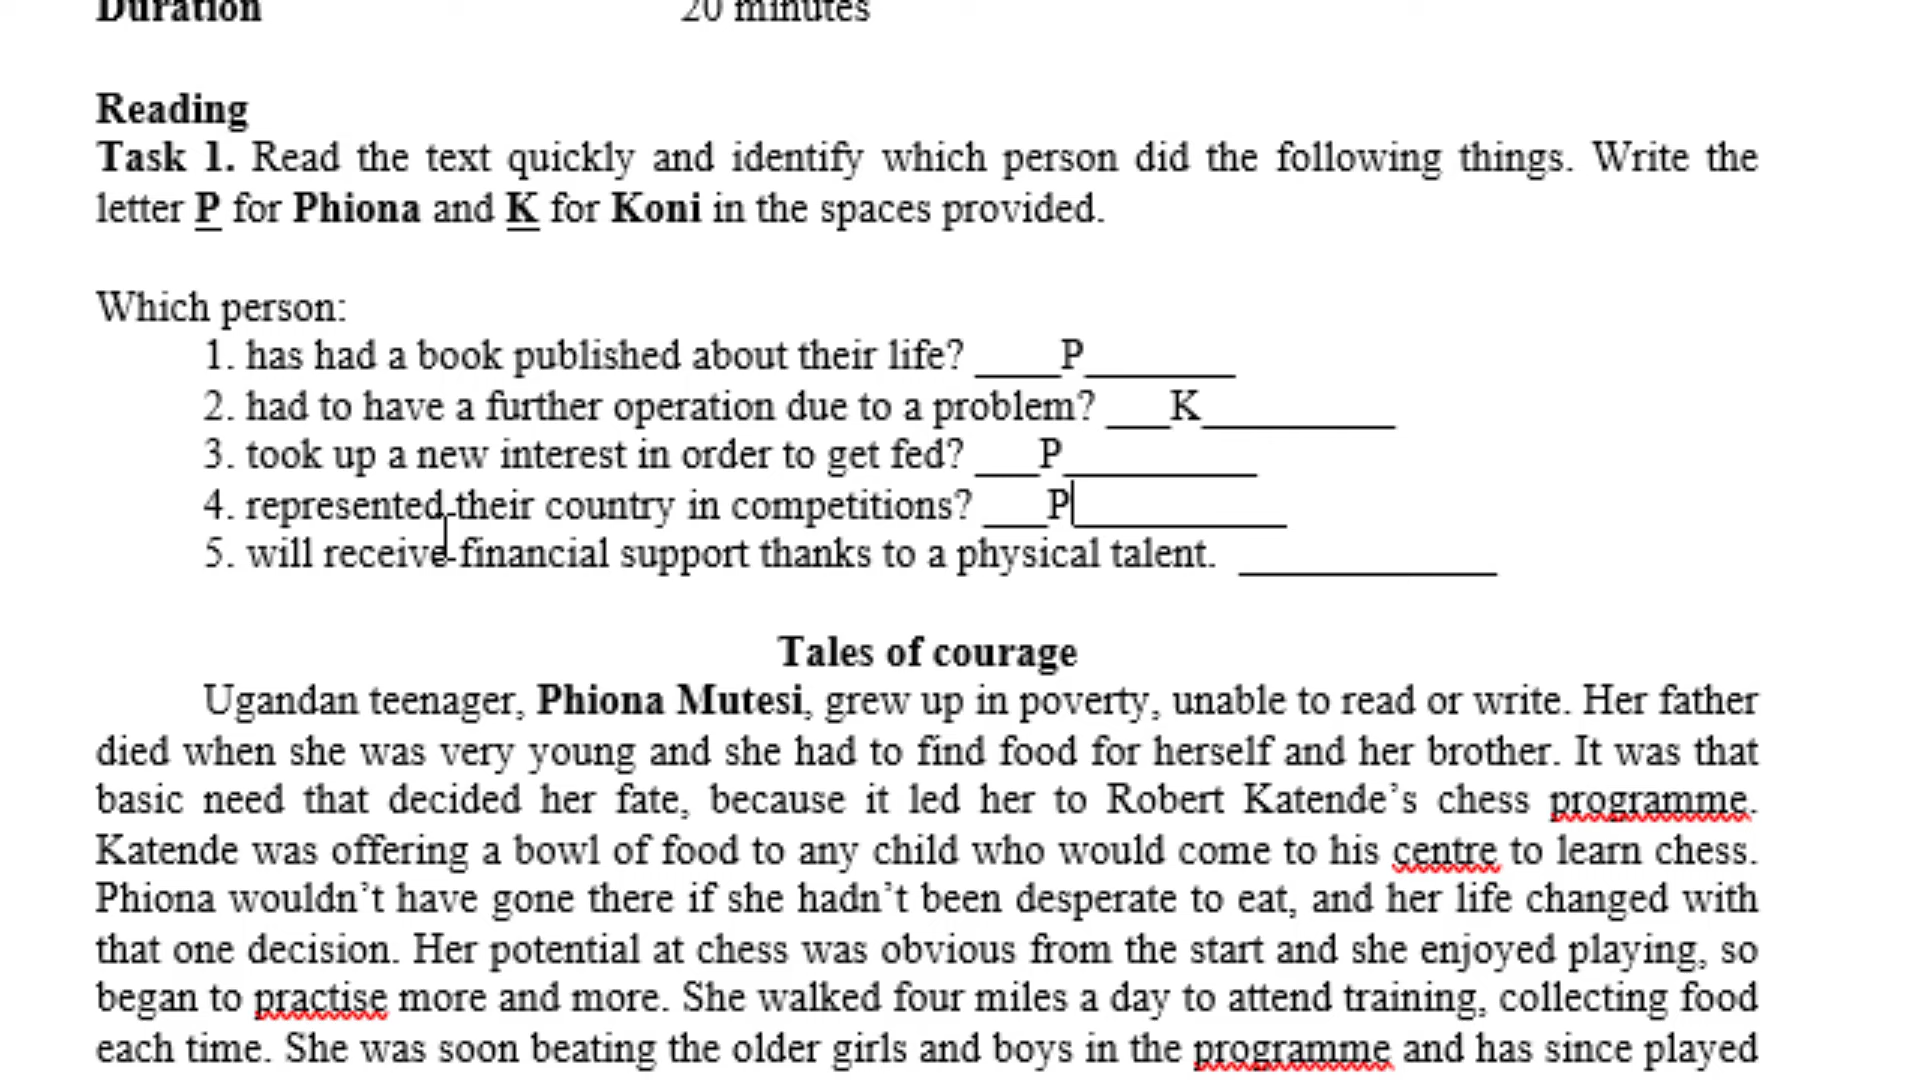 Duration 20 minutes
Reading
Task 1. Read the text quickly and identify which person did the following things. Write the
letter P for Phiona and K for Koni in the spaces provided.
Which person:
1. has had a book published about their life? ____P_______
2. had to have a further operation due to a problem? ___K_________
3. took up a new interest in order to get fed? ___P_________
4. represented their country in competitions? ___P__________
5. will receive financial support thanks to a physical talent. ____________
Tales of courage
Ugandan teenager, Phiona Mutesi, grew up in poverty, unable to read or write. Her father
died when she was very young and she had to find food for herself and her brother. It was that
basic need that decided her fate, because it led her to Robert Katende’s chess programme.
Katende was offering a bowl of food to any child who would come to his centre to learn chess.
Phiona wouldn’t have gone there if she hadn’t been desperate to eat, and her life changed with
that one decision. Her potential at chess was obvious from the start and she enjoyed playing, so
began to practise more and more. She walked four miles a day to attend training, collecting food
each time. She was soon beating the older girls and boys in the programme and has since played